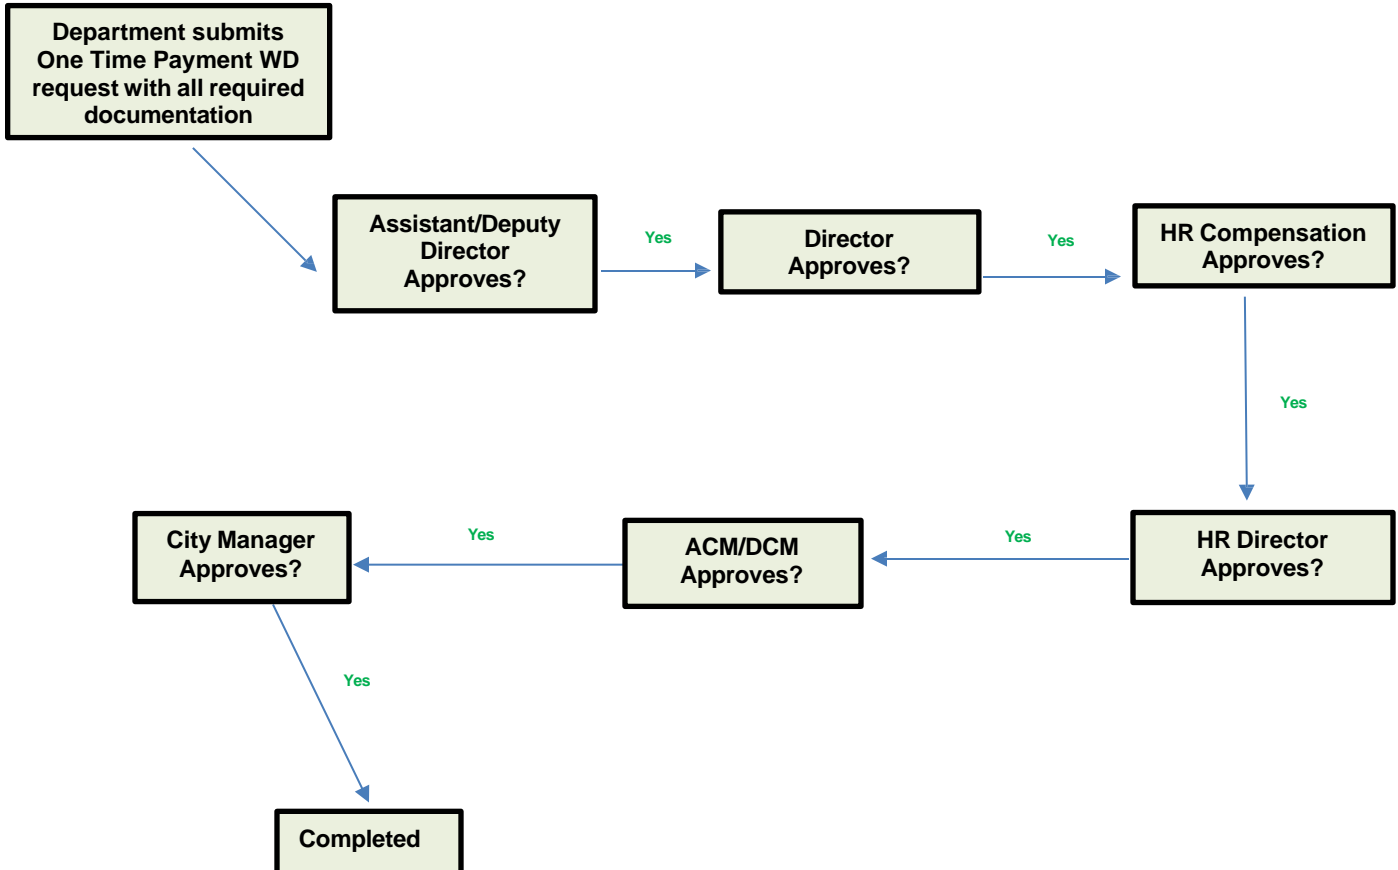 Department submits
One Time Payment WD
request with all required
documentation
Assistant/Deputy
Director
Approves?
Yes
Director
Approves?
Yes
HR Compensation
Approves?
Yes
City Manager
Approves?
Yes
ACM/DCM
Approves?
Yes
HR Director
Approves?
Yes
Completed